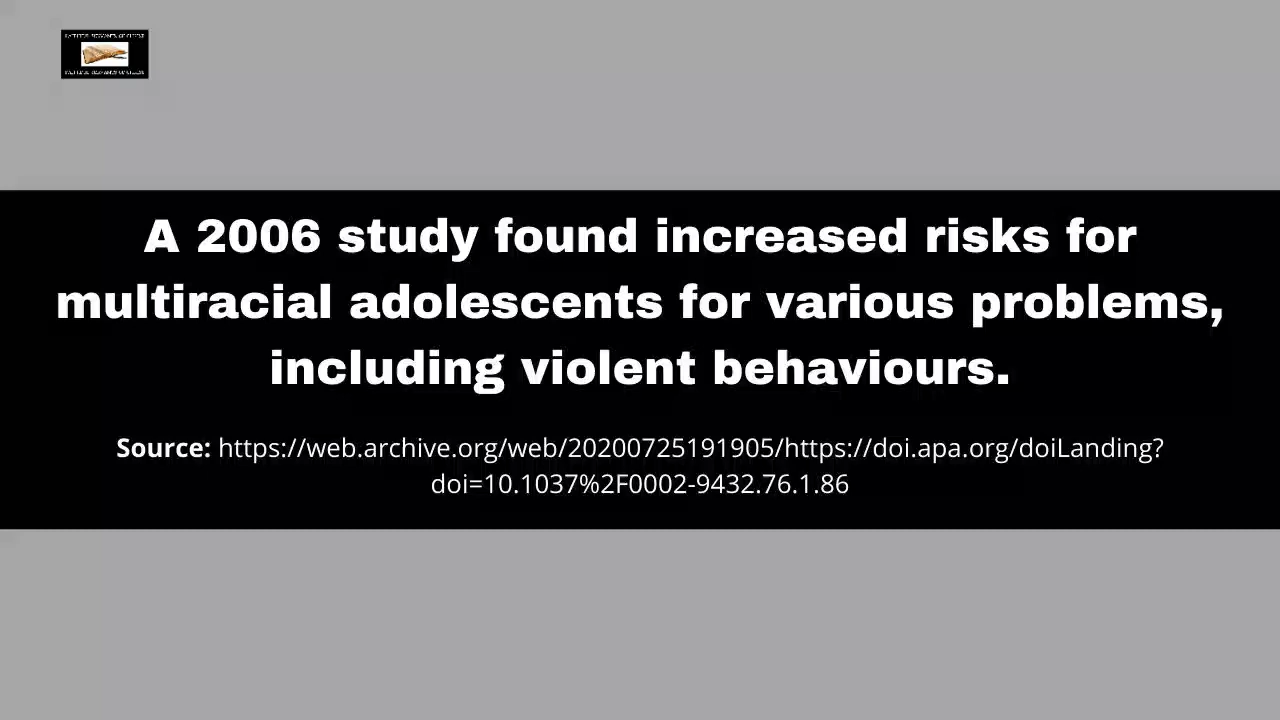 A 2006 study found increased risks for
multiracial adolescents for various problems,
including violent behaviours.
Source: https://web.archive.org/web/20200725191905/https://doi.apa.org/doiLanding?
doi=10.1037%2F0002-9432.76.1.86